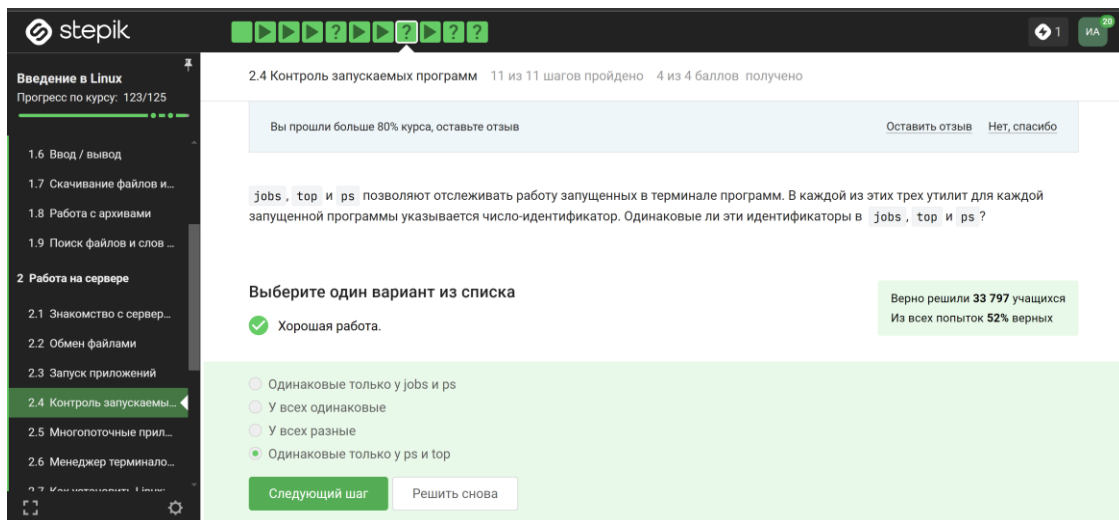 stepik
? ? ? ?
1
ИА
20
Введение в Linux
Прогресс по курсу: 123/125
1.6 Ввод / вывод
1.7 Скачивание файлов и...
1.8 Работа с архивами
1.9 Поиск файлов и слов ...
2 Работа на сервере
2.1 Знакомство с сервер...
2.2 Обмен файлами
2.3 Запуск приложений
2.4 Контроль запускаемы...
2.5 Многопоточные прил...
2.6 Менеджер терминало...
2.4 Контроль запускаемых программ 11 из 11 шагов пройдено 4 из 4 баллов получено
Вы прошли больше 80% курса, оставьте отзыв
Оставить отзыв Нет, спасибо
jobs, top и ps позволяют отслеживать работу запущенных в терминале программ. В каждой из этих трех утилит для каждой
запущенной программы указывается число-идентификатор. Одинаковые ли эти идентификаторы в jobs, top и ps?
Выберите один вариант из списка
Хорошая работа.
Верно решили 33 797 учащихся
Из всех попыток 52% верных
Одинаковые только у jobs и ps
У всех одинаковые
У всех разные
Одинаковые только у ps и top
Следующий шаг Решить снова